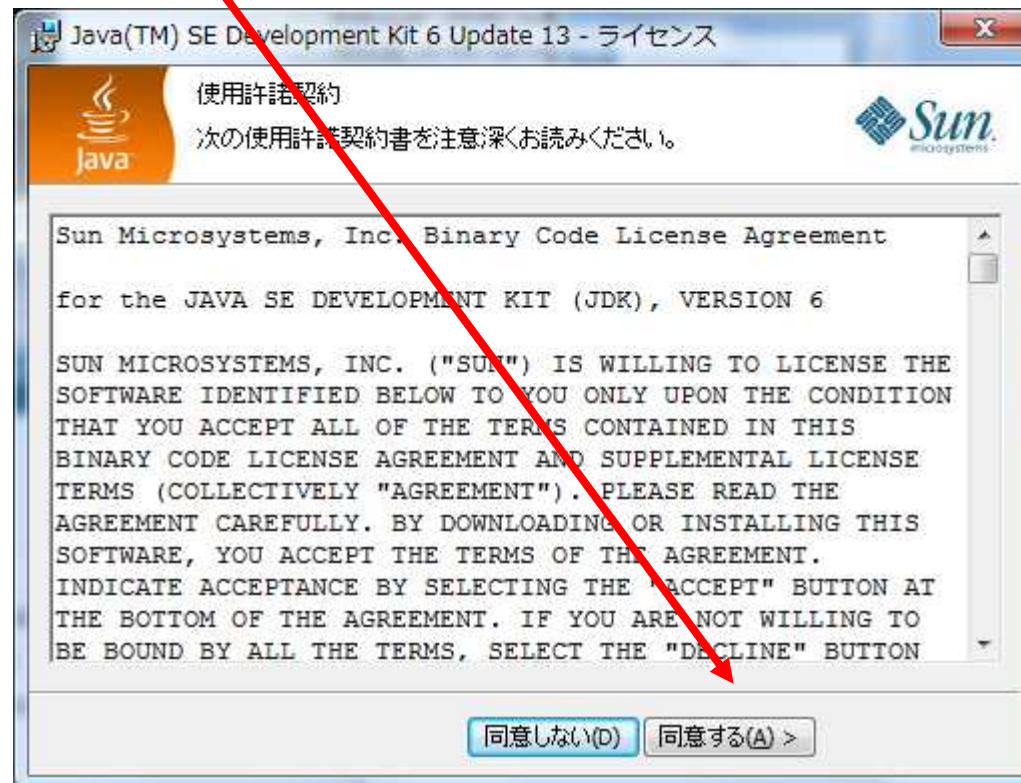 Java(TM) SE Development Kit 6 Update 13 - ライセンス
使用許諾契約
次の使用許諾契約書を注意深くお読みください。
Java
Sun
microsystems
Sun Microsystems, Inc. Binary Code License Agreement
for the JAVA SE DEVELOPMENT KIT (JDK), VERSION 6
SUN MICROSYSTEMS, INC. ("SUN") IS WILLING TO LICENSE THE
SOFTWARE IDENTIFIED BELOW TO YOU ONLY UPON THE CONDITION
THAT YOU ACCEPT ALL OF THE TERMS CONTAINED IN THIS
BINARY CODE LICENSE AGREEMENT AND SUPPLEMENTAL LICENSE
TERMS (COLLECTIVELY "AGREEMENT"). PLEASE READ THE
AGREEMENT CAREFULLY. BY DOWNLOADING OR INSTALLING THIS
SOFTWARE, YOU ACCEPT THE TERMS OF THE AGREEMENT.
INDICATE ACCEPTANCE BY SELECTING THE "ACCEPT" BUTTON AT
THE BOTTOM OF THE AGREEMENT. IF YOU ARE NOT WILLING TO
BE BOUND BY ALL THE TERMS, SELECT THE "DECLINE" BUTTON
同意しない(D)
同意する(A) >